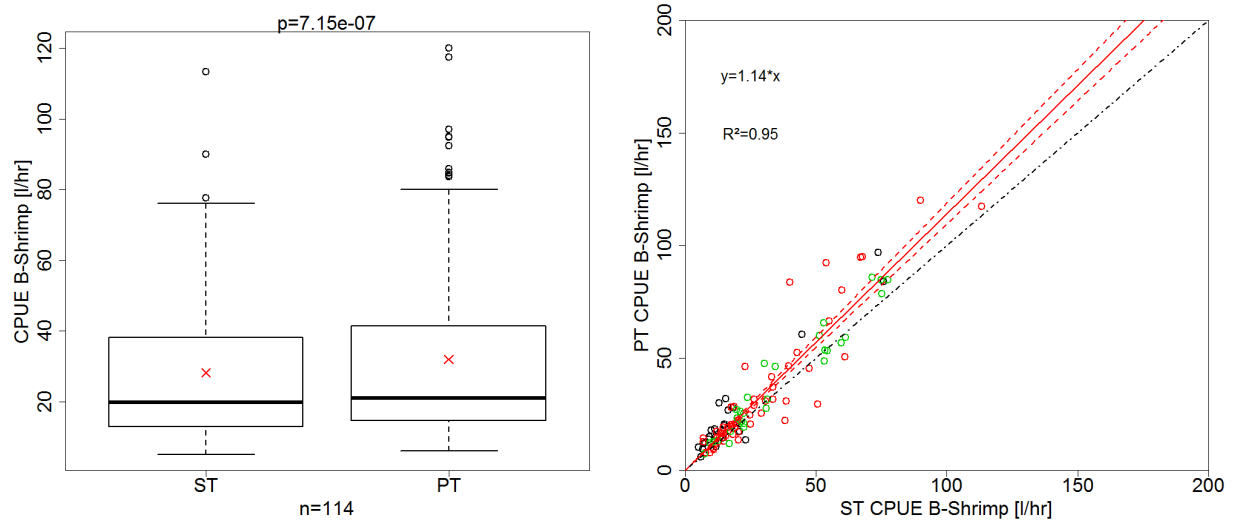 p=7.15e-07
CPUE B-Shrimp [l/hr]
120
100
80
60
40
20
ST
PT
n=114
PT CPUE B-Shrimp [l/hr]
200
150
100
50
0
y=1.14*x
R²=0.95
0
50
100
150
200
ST CPUE B-Shrimp [l/hr]